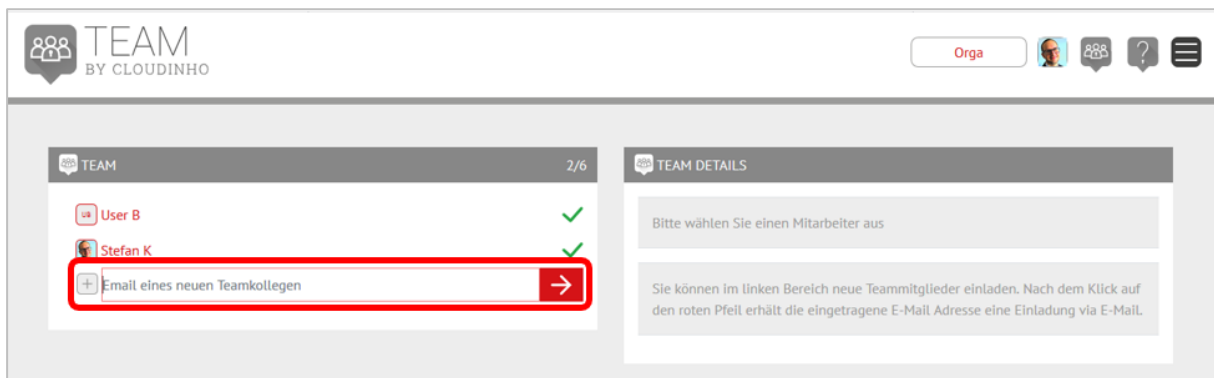 TEAM
BY CLOUDINHO
Orga
TEAM 2/6
User B
Stefan K
Email eines neuen Teamkollegen
TEAM DETAILS
Bitte wählen Sie einen Mitarbeiter aus
Sie können im linken Bereich neue Teammitglieder einladen. Nach dem Klick auf
den roten Pfeil erhält die eingetragene E-Mail Adresse eine Einladung via E-Mail.